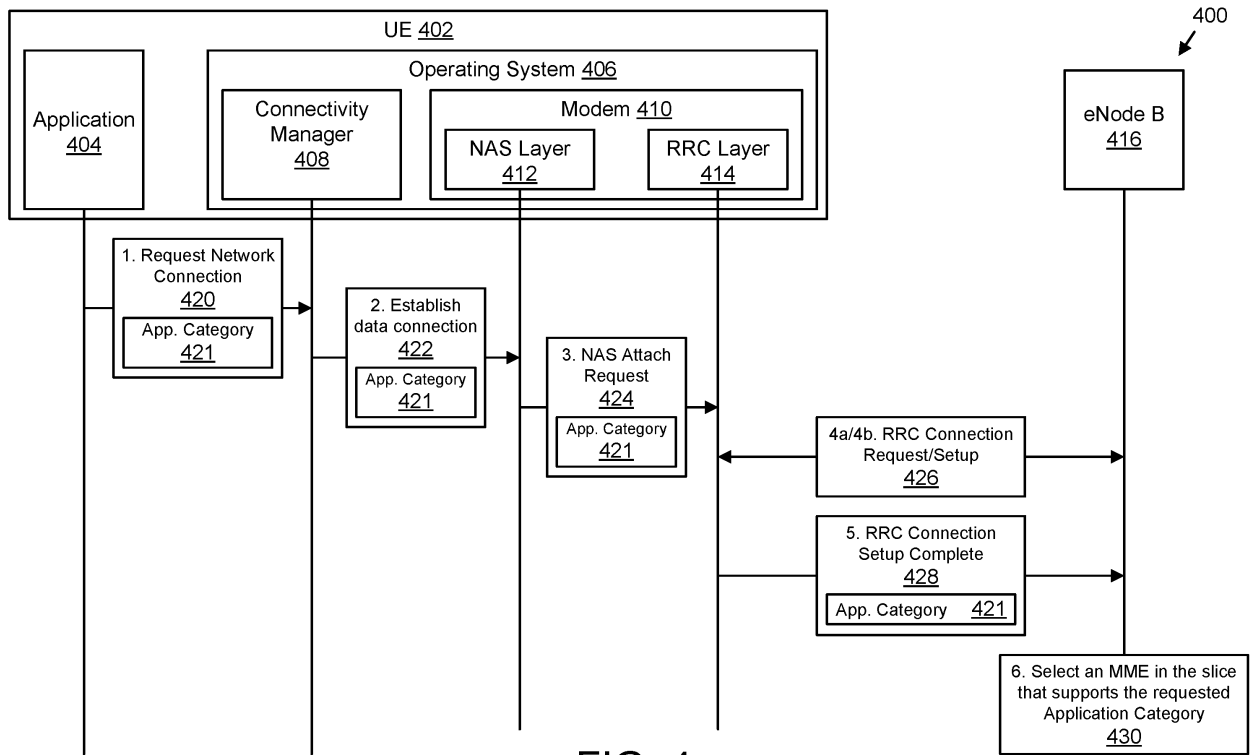 400
UE 402
Operating System 406
Application
404
Connectivity
Manager
408
Modem 410
NAS Layer
412
RRC Layer
414
eNode B
416
1. Request Network
Connection
420
App. Category
421
2. Establish
data connection
422
App. Category
421
3. NAS Attach
Request
424
App. Category
421
4a/4b. RRC Connection
Request/Setup
426
5. RRC Connection
Setup Complete
428
App. Category 421
6. Select an MME in the slice
that supports the requested
Application Category
430
FIG. 4